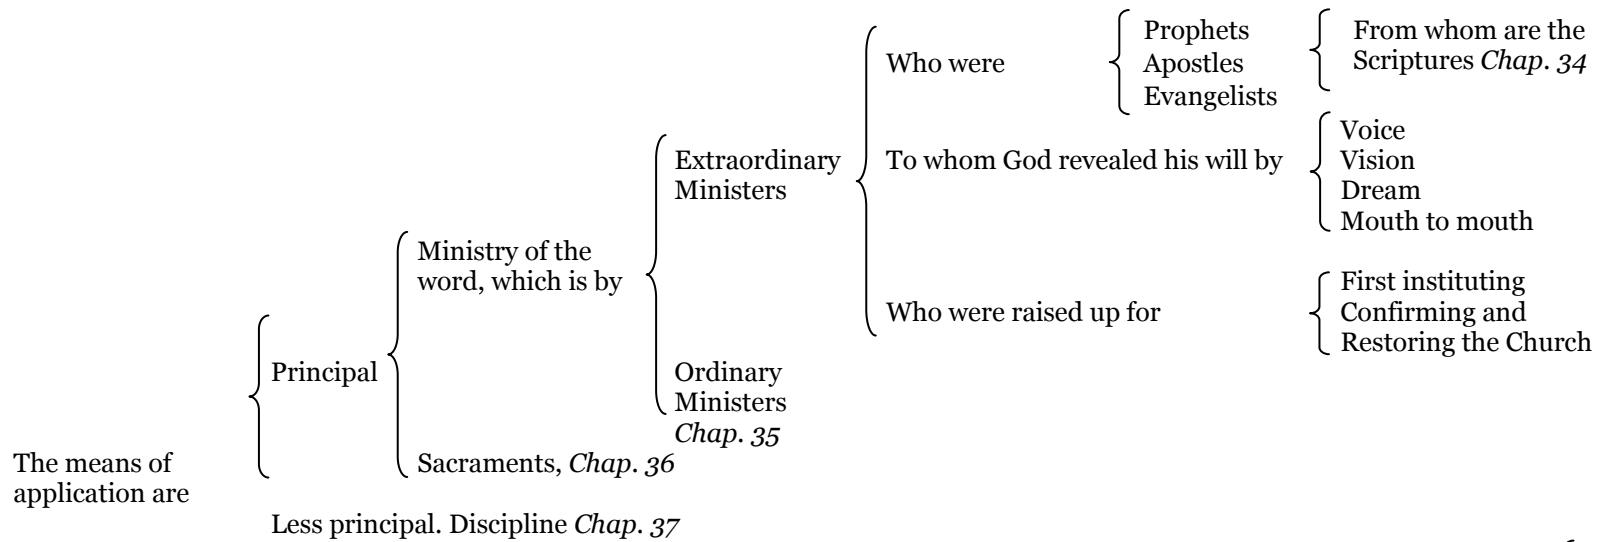 Prophets
Apostles
Evangelists
From whom are the
Scriptures Chap. 34
Who were
Extraordinary
Ministers
To whom God revealed his will by
Voice
Vision
Dream
Mouth to mouth
Ministry of the
word, which is by
Who were raised up for
First instituting
Confirming and
Restoring the Church
Principal
Ordinary
Ministers
Chap. 35
The means of
application are
Sacraments, Chap. 36
Less principal. Discipline Chap. 37